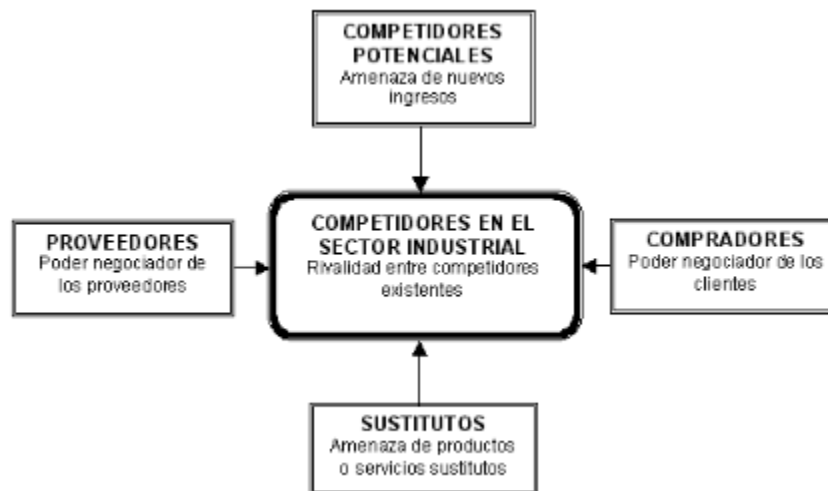 COMPETIDORES
POTENCIALES
Amenaza de nuevos
ingresos
PROVEEDORES
Poder negociador de
los proveedores
COMPETIDORES EN EL
SECTOR INDUSTRIAL
Rivalidad entre competidores
existentes
COMPRADORES
Poder negociador de los
clientes
SUSTITUTOS
Amenaza de productos
o servicios sustitutos